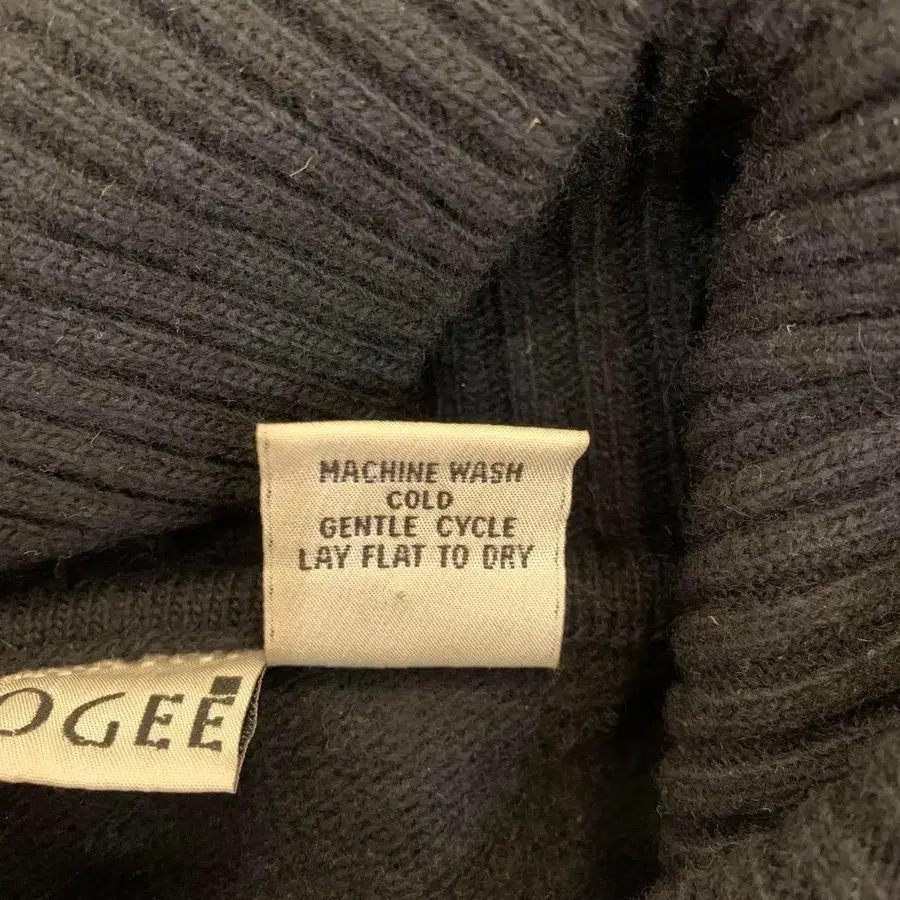 MACHINE WASH
COLD
GENTLE CYCLE
LAY FLAT TO DRY
OGEE